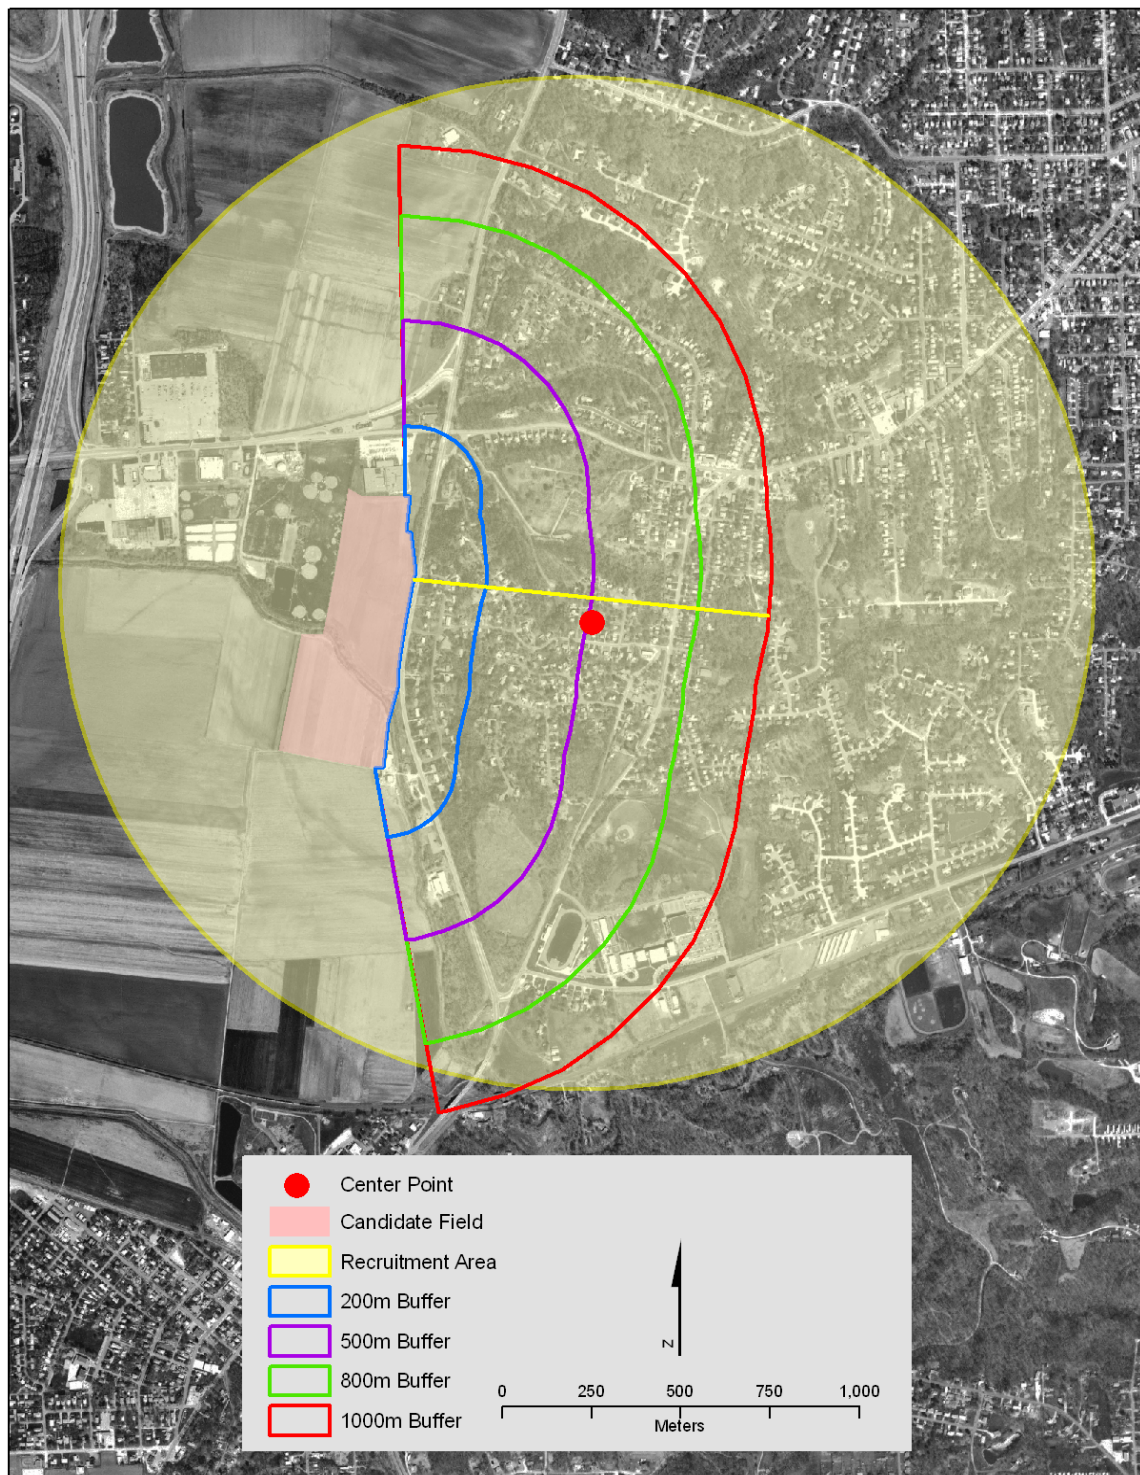 Center Point
Candidate Field
Recruitment Area
200m Buffer
500m Buffer
800m Buffer
1000m Buffer
N
0 250 500 750 1,000
Meters